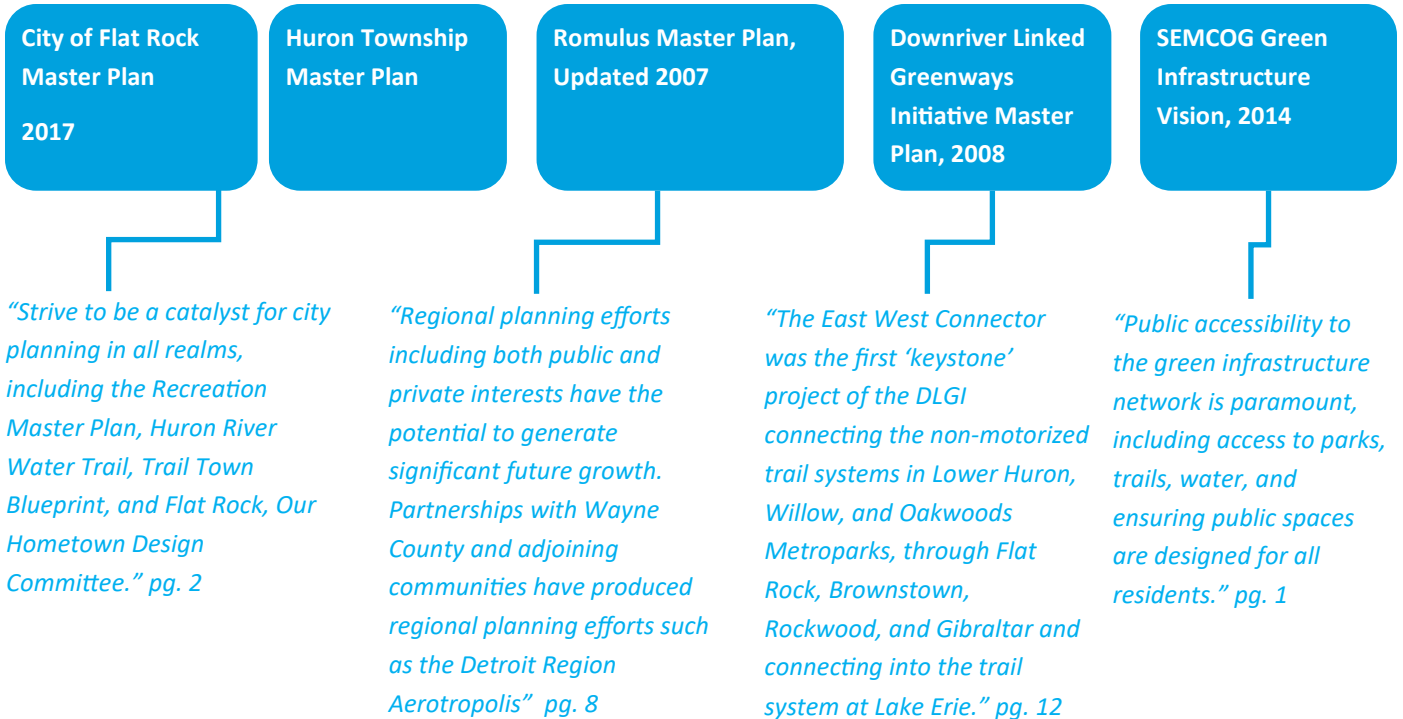 City of Flat Rock
Master Plan
2017
Huron Township
Master Plan
Romulus Master Plan,
Updated 2007
Downriver Linked
Greenways
Initiative Master
Plan, 2008
SEMCOG Green
Infrastructure
Vision, 2014
“Strive to be a catalyst for city
planning in all realms,
including the Recreation
Master Plan, Huron River
Water Trail, Trail Town
Blueprint, and Flat Rock, Our
Hometown Design
Committee.” pg. 2
“Regional planning efforts
including both public and
private interests have the
potential to generate
significant future growth.
Partnerships with Wayne
County and adjoining
communities have produced
regional planning efforts such
as the Detroit Region
Aerotropolis” pg. 8
“The East West Connector
was the first ‘keystone’
project of the DLGI
connecting the non-motorized
trail systems in Lower Huron,
Willow, and Oakwoods
Metroparks, through Flat
Rock, Brownstown,
Rockwood, and Gibraltar and
connecting into the trail
system at Lake Erie.” pg. 12
“Public accessibility to
the green infrastructure
network is paramount,
including access to parks,
trails, water, and
ensuring public spaces
are designed for all
residents.” pg. 1